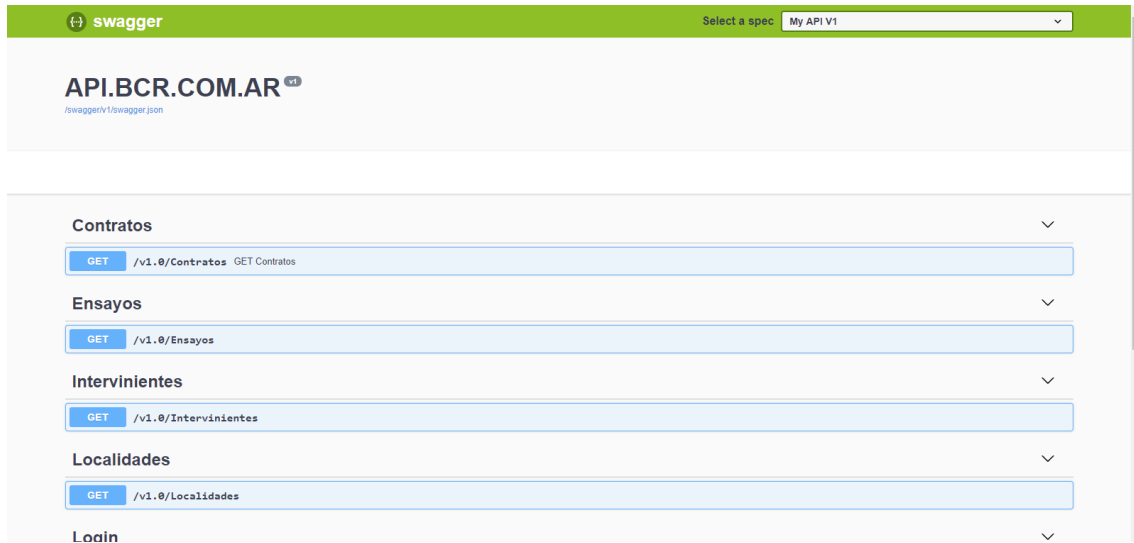 swagger
Select a spec My API V1
API.BCR.COM.AR v1
/swagger/v1/swagger.json
Contratos
GET /v1.0/Contratos GET Contratos
Ensayos
GET /v1.0/Ensayos
Intervinientes
GET /v1.0/Intervinientes
Localidades
GET /v1.0/Localidades
Login